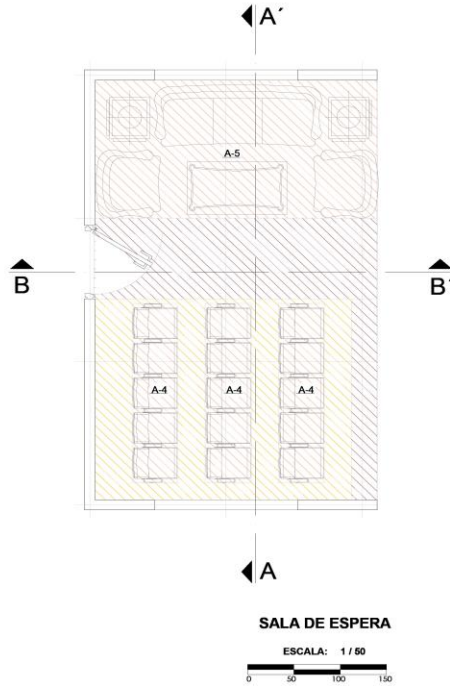 A´
A-5
B
B´
A-4
A-4
A-4
A
SALA DE ESPERA
ESCALA: 1 / 50
0 50 100 150